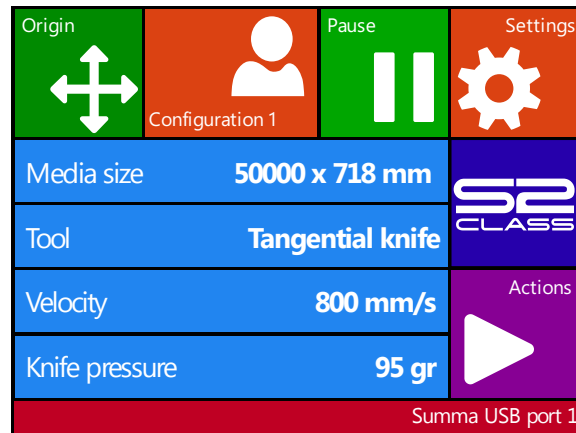 Origin
Configuration 1
Pause
Settings
Media size 50000 x 718 mm
S2
CLASS
Tool Tangential knife
Velocity 800 mm/s
Actions
Knife pressure 95 gr
Summa USB port 1